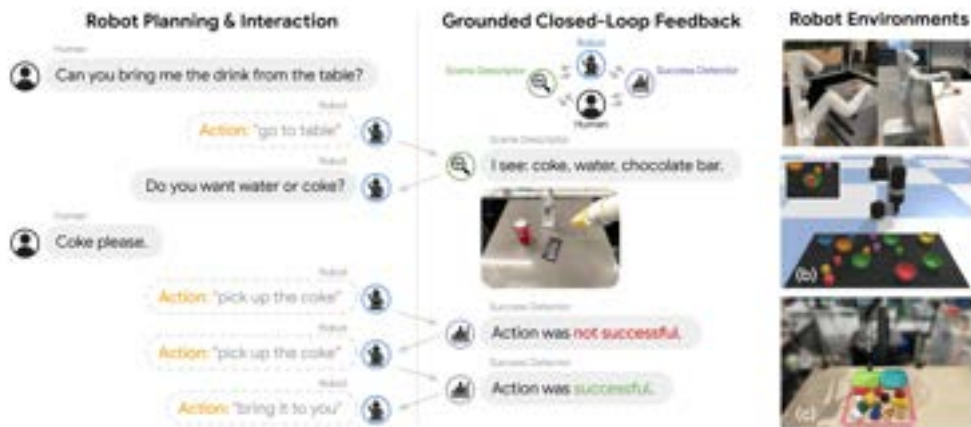 Robot Planning & Interaction
Human
Can you bring me the drink from the table?
Robot
Action: "go to table"
Robot
Do you want water or coke?
Human
Coke please.
Robot
Action: "pick up the coke"
Robot
Action: "pick up the coke"
Robot
Action: "bring it to you"
Grounded Closed-Loop Feedback
Robot
Scene Descriptor
Success Detector
Human
Scene Descriptor
I see: coke, water, chocolate bar.
Success Detector
Action was not successful.
Success Detector
Action was successful.
Robot Environments
(b)
(c)